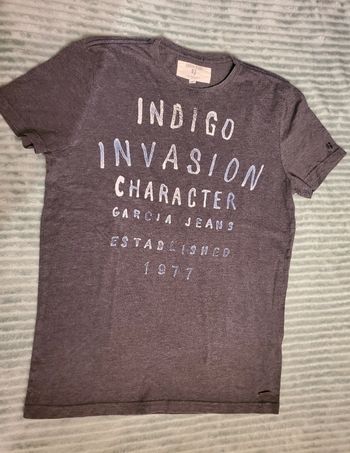 INDIGO
INVASION
CHARACTER
GARCIA JEANS
ESTABLISHED
1977